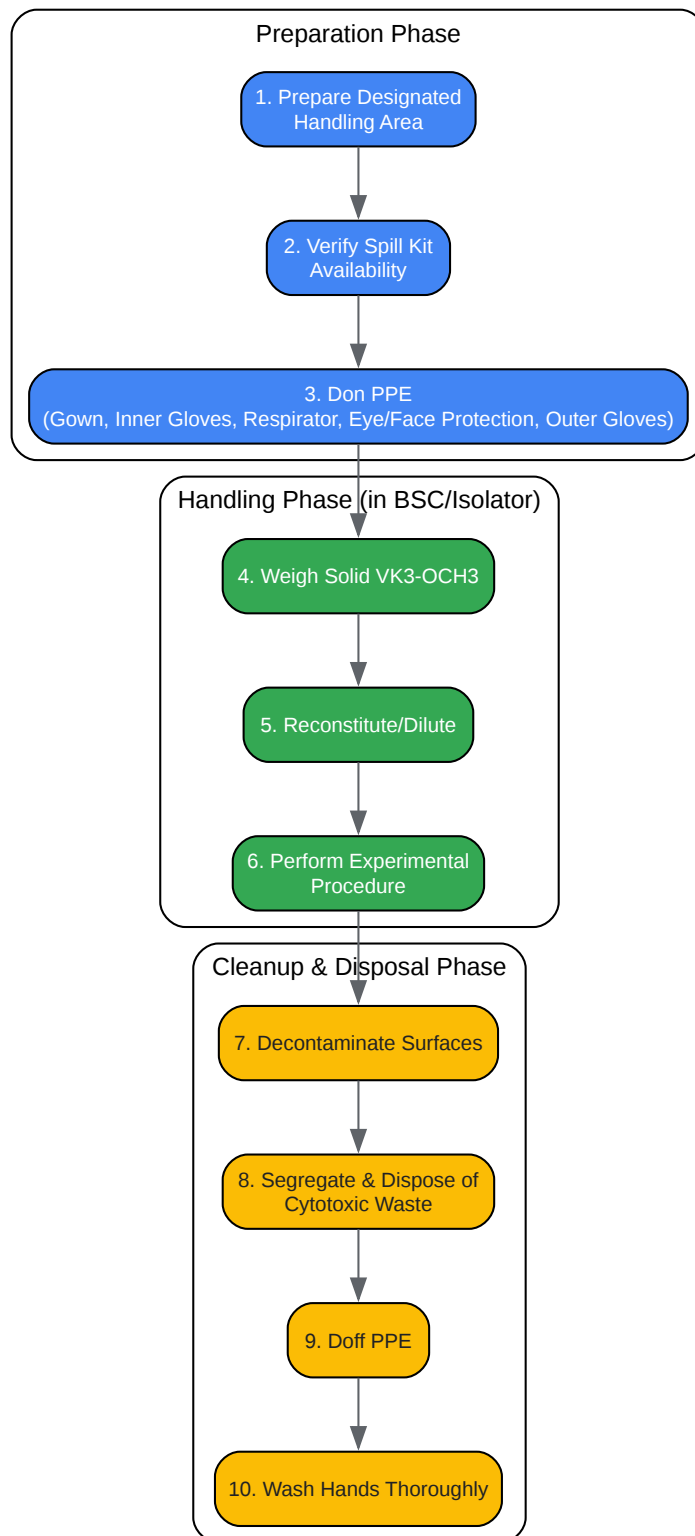 Preparation Phase
1. Prepare Designated
Handling Area
2. Verify Spill Kit
Availability
3. Don PPE
(Gown, Inner Gloves, Respirator, Eye/Face Protection, Outer Gloves)
Handling Phase (in BSC/Isolator)
4. Weigh Solid VK3-OCH3
5. Reconstitute/Dilute
6. Perform Experimental
Procedure
Cleanup & Disposal Phase
7. Decontaminate Surfaces
8. Segregate & Dispose of
Cytotoxic Waste
9. Doff PPE
10. Wash Hands Thoroughly